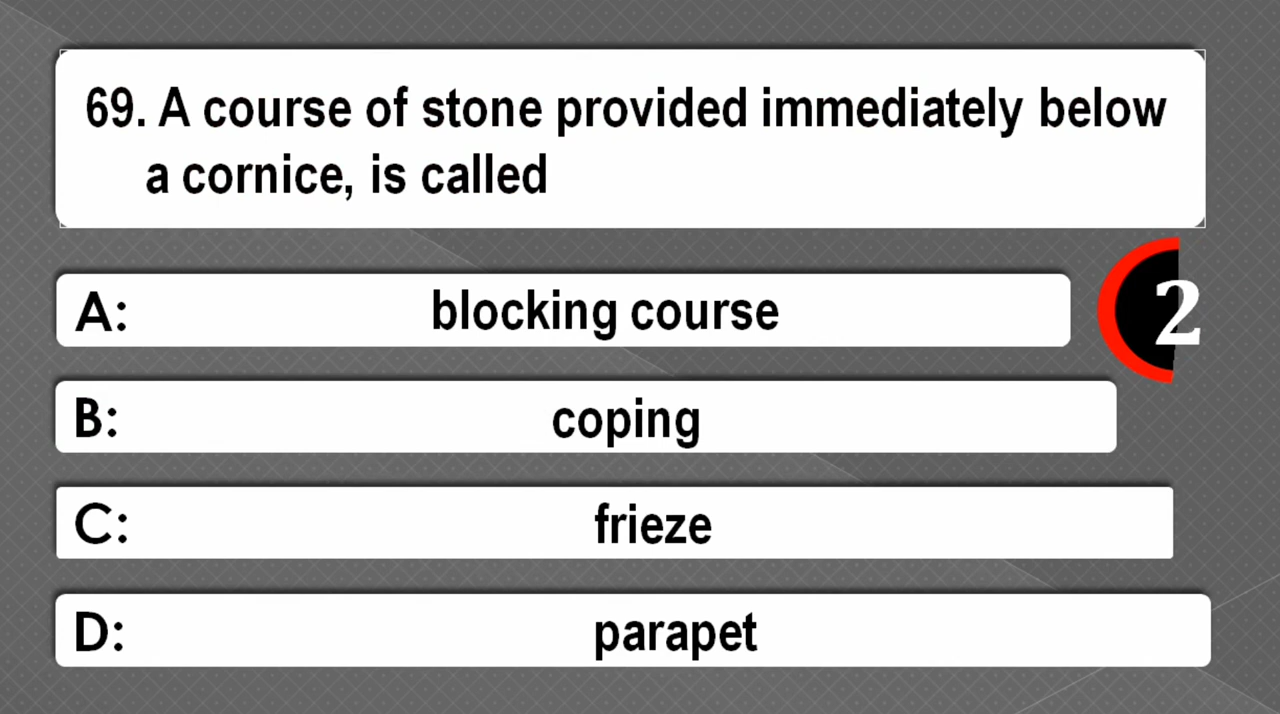 69. A course of stone provided immediately below
a cornice, is called
A: blocking course
2
B: coping
C: frieze
D: parapet